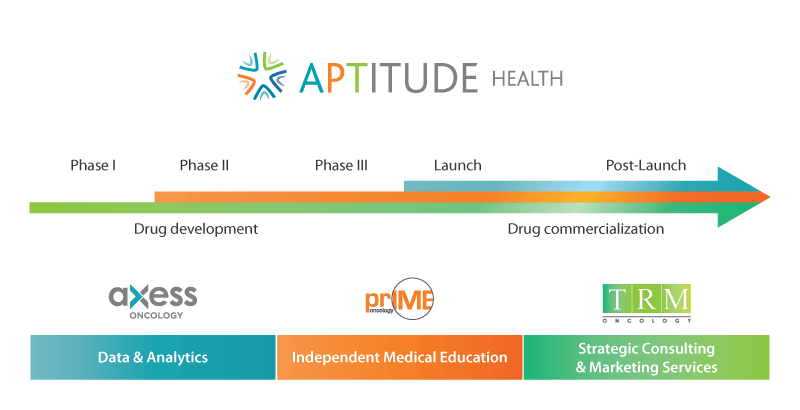 APTITUDE HEALTH
Phase I Phase II Phase III Launch Post-Launch
Drug development Drug commercialization
axess
ONCOLOGY
prIME
oncology
TRM
ONCOLOGY
Data & Analytics
Independent Medical Education
Strategic Consulting
& Marketing Services